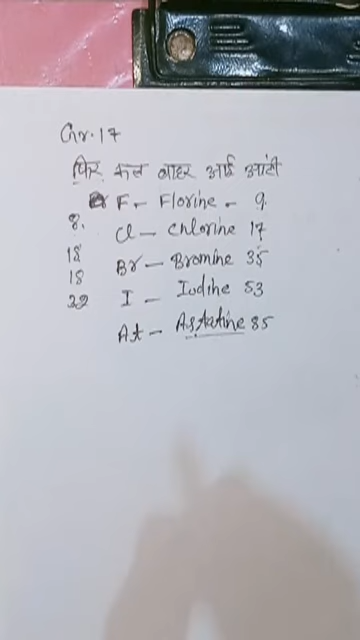 Gr. 17
फिर कल बाहर आई आंटी
F - Florine - 9
8. Cl - Chlorine 17
18 Br - Bromine 35
18 I - Iodine 53
32 At - Astatine 85